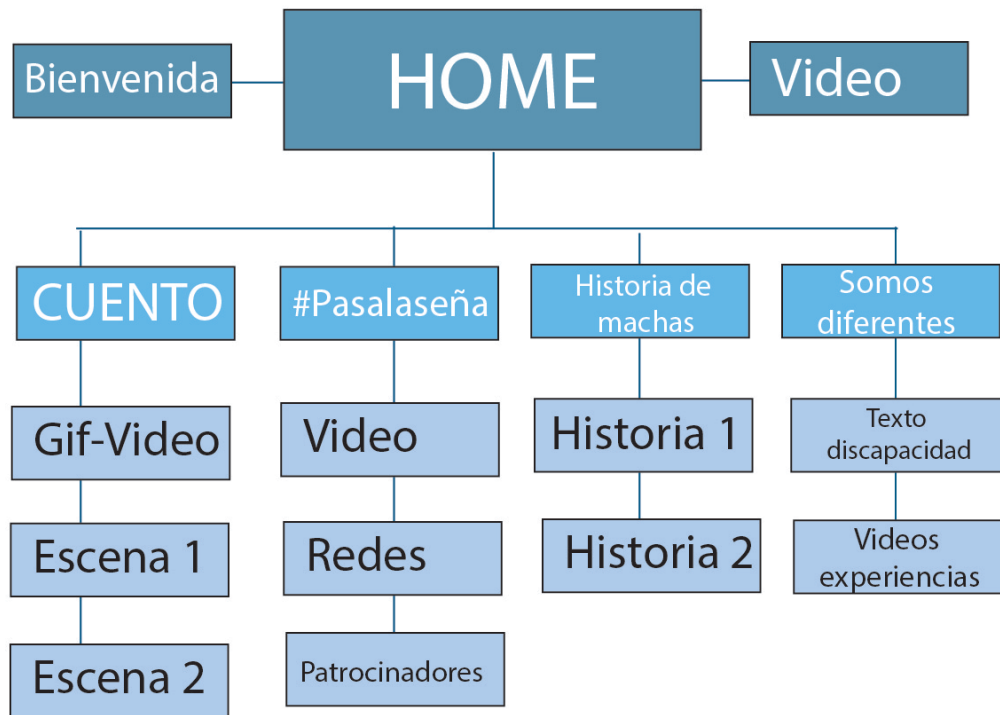 Bienvenida
HOME
Video
CUENTO
#Pasalaseña
Historia de
machas
Somos
diferentes
Gif-Video
Video
Historia 1
Texto
discapacidad
Escena 1
Redes
Historia 2
Videos
experiencias
Escena 2
Patrocinadores